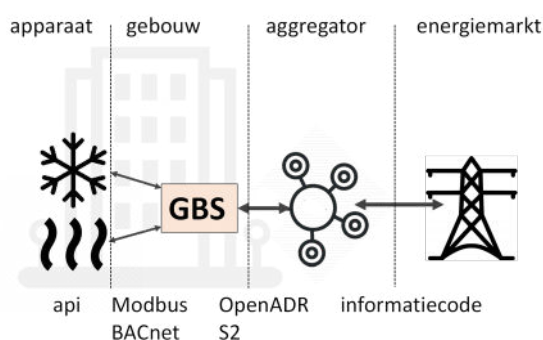 apparaat gebouw aggregator energiemarkt
GBS
api Modbus OpenADR informatiecode
BACnet S2